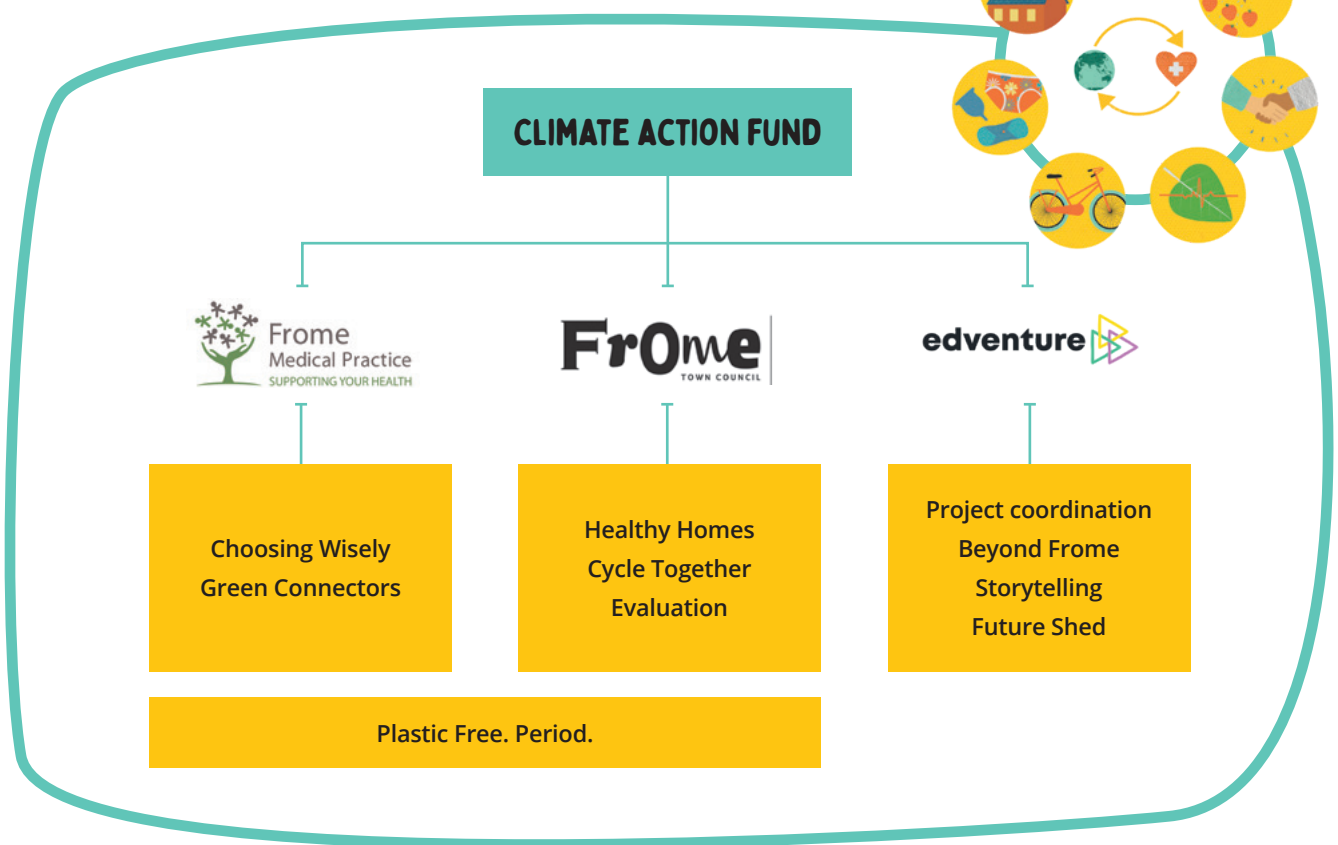 CLIMATE ACTION FUND
Frome
Medical Practice
SUPPORTING YOUR HEALTH
FrOme
TOWN COUNCIL
edventure
Choosing Wisely
Green Connectors
Healthy Homes
Cycle Together
Evaluation
Project coordination
Beyond Frome
Storytelling
Future Shed
Plastic Free. Period.